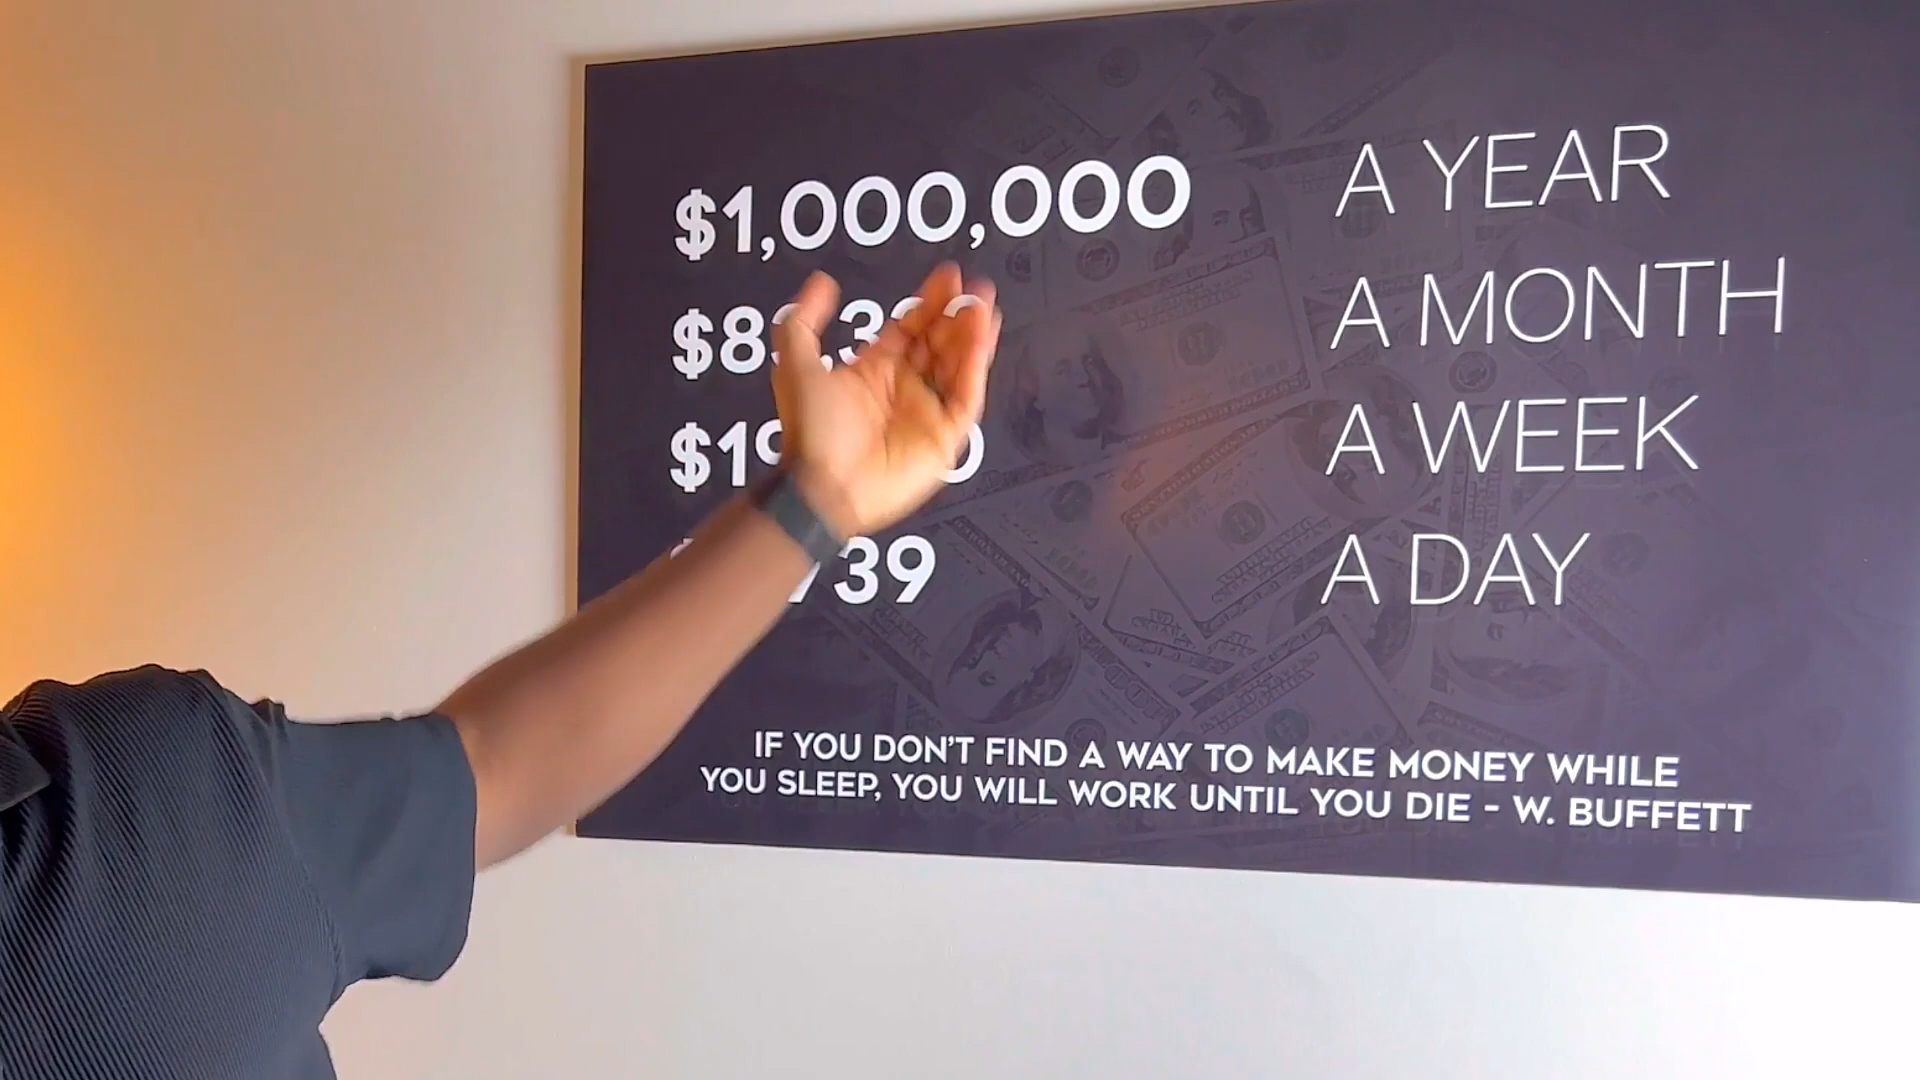 $1,000,000 A YEAR
A MONTH
A WEEK
A DAY
IF YOU DON'T FIND A WAY TO MAKE MONEY WHILE
YOU SLEEP, YOU WILL WORK UNTIL YOU DIE - W. BUFFETT